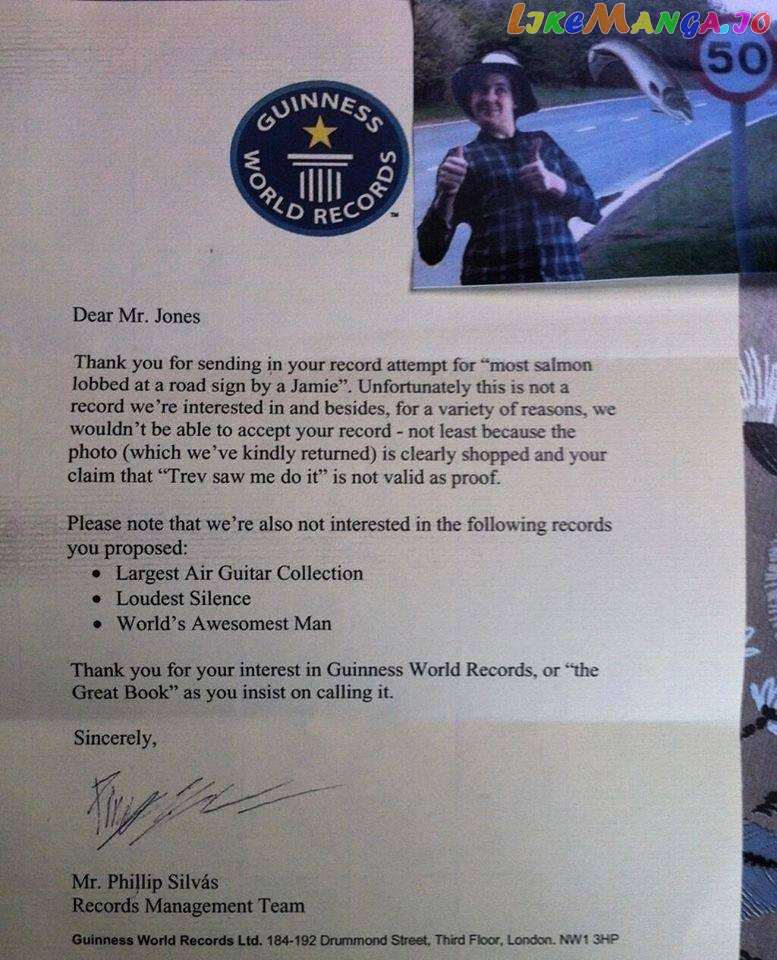 LIKEMANGA.IO
50
GUINNESS
WORLD RECORDS
™
Dear Mr. Jones
Thank you for sending in your record attempt for “most salmon
lobbed at a road sign by a Jamie”. Unfortunately this is not a
record we’re interested in and besides, for a variety of reasons, we
wouldn’t be able to accept your record - not least because the
photo (which we’ve kindly returned) is clearly shopped and your
claim that “Trev saw me do it” is not valid as proof.
Please note that we’re also not interested in the following records
you proposed:
• Largest Air Guitar Collection
• Loudest Silence
• World’s Awesomest Man
Thank you for your interest in Guinness World Records, or “the
Great Book” as you insist on calling it.
Sincerely,
Mr. Phillip Silvás
Records Management Team
Guinness World Records Ltd. 184-192 Drummond Street, Third Floor, London. NW1 3HP